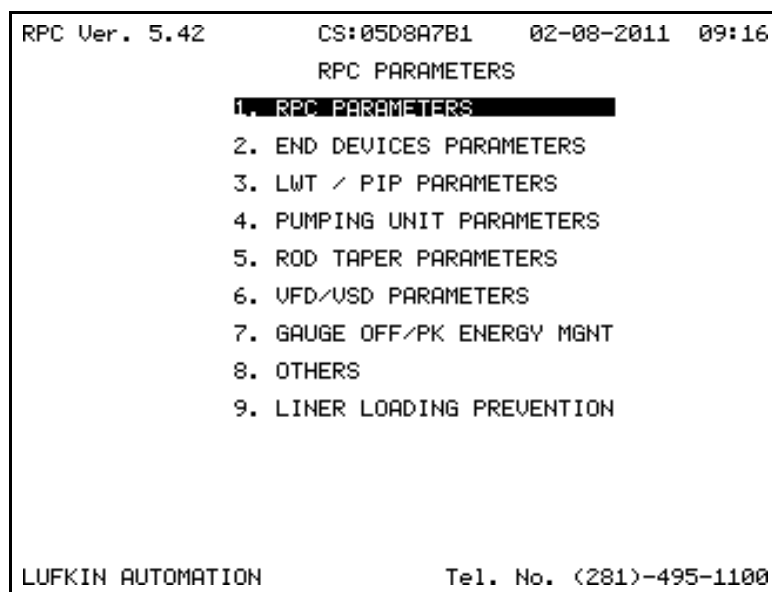 RPC Ver. 5.42 CS:05D8A7B1 02-08-2011 09:16
RPC PARAMETERS
1. RPC PARAMETERS
2. END DEVICES PARAMETERS
3. LWT / PIP PARAMETERS
4. PUMPING UNIT PARAMETERS
5. ROD TAPER PARAMETERS
6. VFD/VSD PARAMETERS
7. GAUGE OFF/PK ENERGY MGNT
8. OTHERS
9. LINER LOADING PREVENTION
LUFKIN AUTOMATION Tel. No. (281)-495-1100